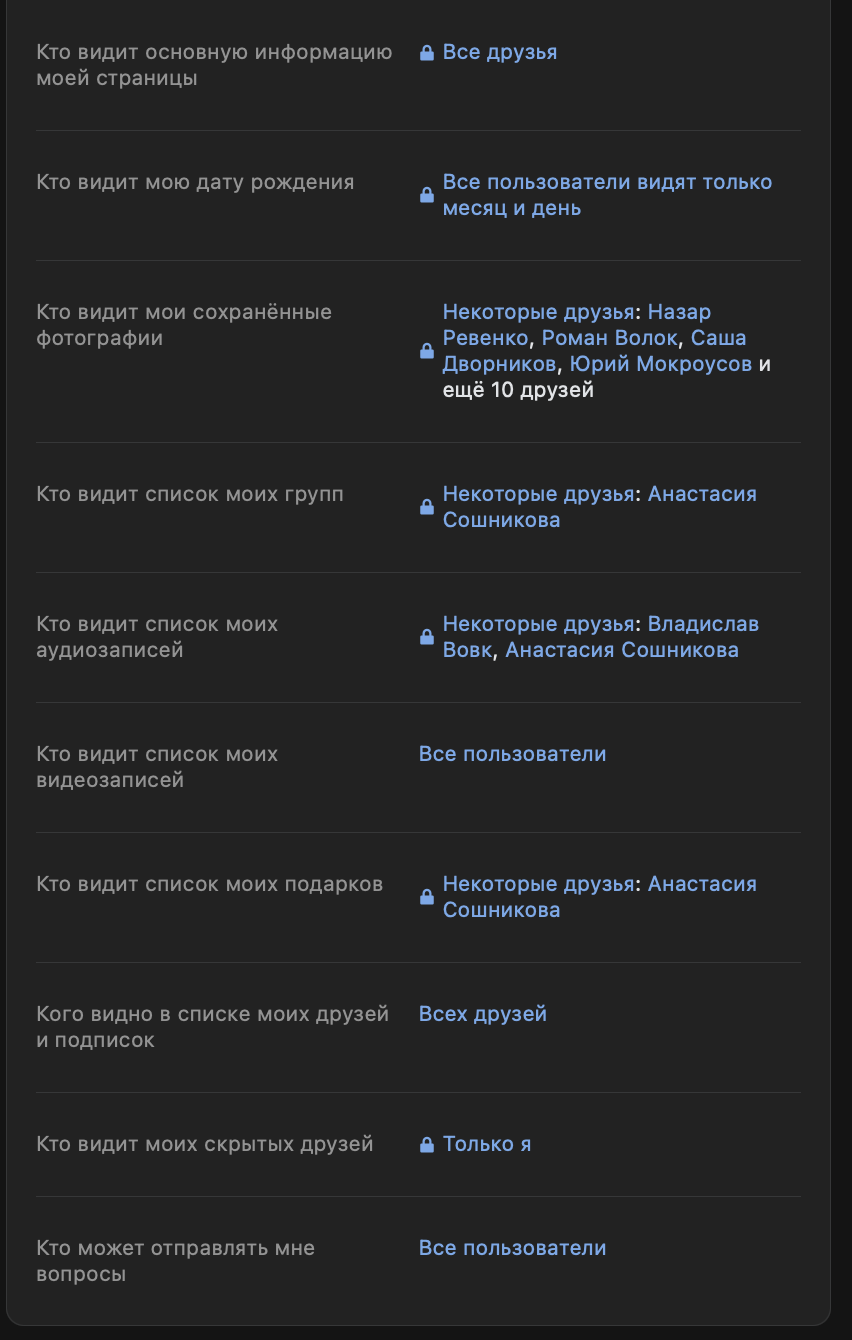 Кто видит основную информацию
моей страницы
Все друзья
Кто видит мою дату рождения
Все пользователи видят только
месяц и день
Кто видит мои сохранённые
фотографии
Некоторые друзья: Назар
Ревенко, Роман Волок, Саша
Дворников, Юрий Мокроусов и
ещё 10 друзей
Кто видит список моих групп
Некоторые друзья: Анастасия
Сошникова
Кто видит список моих
аудиозаписей
Некоторые друзья: Владислав
Вовк, Анастасия Сошникова
Кто видит список моих
видеозаписей
Все пользователи
Кто видит список моих подарков
Некоторые друзья: Анастасия
Сошникова
Кого видно в списке моих друзей
и подписок
Всех друзей
Кто видит моих скрытых друзей
Только я
Кто может отправлять мне
вопросы
Все пользователи